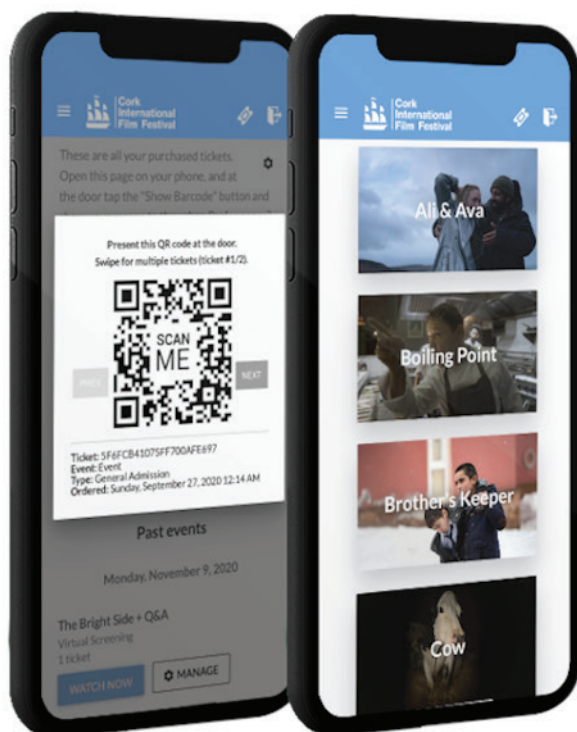 Cork
International
Film Festival
These are all your purchased tickets.
Open this page on your phone, and at
the door tap the "Show Barcode" button and
Present this QR code at the door.
Swipe for multiple tickets (ticket #1/2).
SCAN
ME
PREV
NEXT
Ticket: 5F6FCB41075FF700AFE697
Event: Event
Type: General Admission
Ordered: Sunday, September 27, 2020 12:14 AM
Past events
Monday, November 9, 2020
The Bright Side + Q&A
Virtual Screening
1 ticket
WATCH NOW
MANAGE
Cork
International
Film Festival
Ali & Ava
Boiling Point
Brother's Keeper
Cow